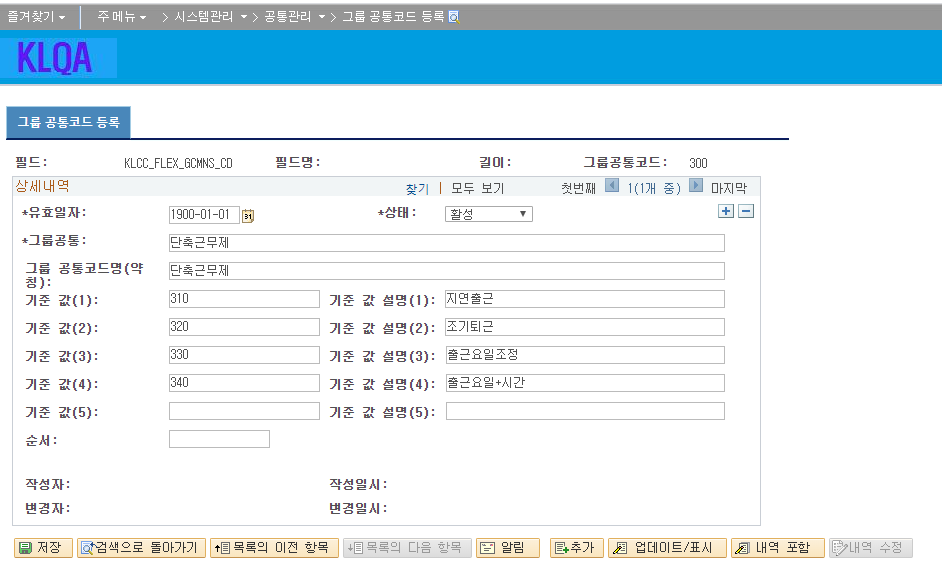 즐겨찾기 주 메뉴 > 시스템관리 > 공통관리 > 그룹 공통코드 등록
KLQA
그룹 공통코드 등록
필드: KLCC_FLEX_GCMNS_CD 필드명: 길이: 그룹공통코드: 300
상세내역 찾기 | 모두 보기 첫번째 1(1개 중) 마지막
*유효일자: 1900-01-01 31 *상태: 활성
*그룹공통: 단축근무제
그룹 공통코드명(약
칭): 단축근무제
기준 값(1): 310 기준 값 설명(1): 지연출근
기준 값(2): 320 기준 값 설명(2): 조기퇴근
기준 값(3): 330 기준 값 설명(3): 출근요일조정
기준 값(4): 340 기준 값 설명(4): 출근요일+시간
기준 값(5): 기준 값 설명(5):
순서:
작성자: 작성일시:
변경자: 변경일시:
저장 검색으로 돌아가기 목록의 이전 항목 목록의 다음 항목 알림 추가 업데이트/표시 내역 포함 내역 수정